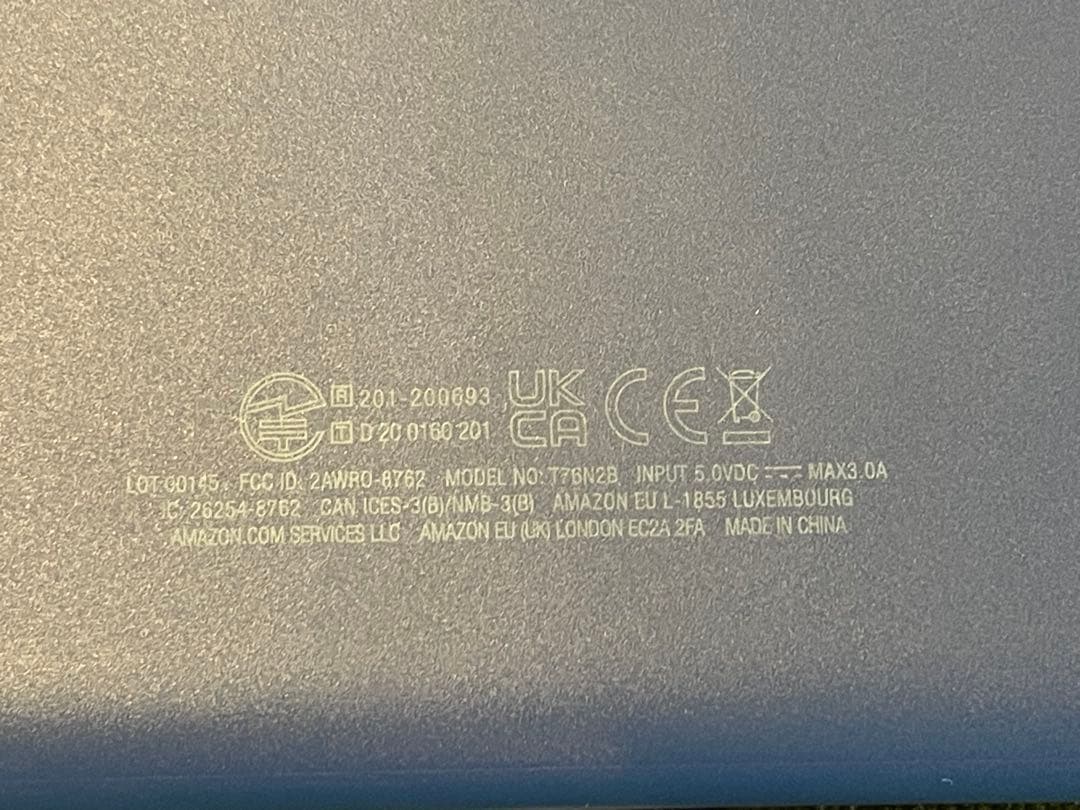 R 201-200693
T D 20 0160 201
UK
CA
CE
LOT 00145 FCC ID: 2AWRO-8762 MODEL NO: T76N2B INPUT 5.0VDC MAX3.0A
IC: 26254-8762 CAN ICES-3(B)/NMB-3(B) AMAZON EU L-1855 LUXEMBOURG
AMAZON.COM SERVICES LLC AMAZON EU (UK) LONDON EC2A 2FA MADE IN CHINA